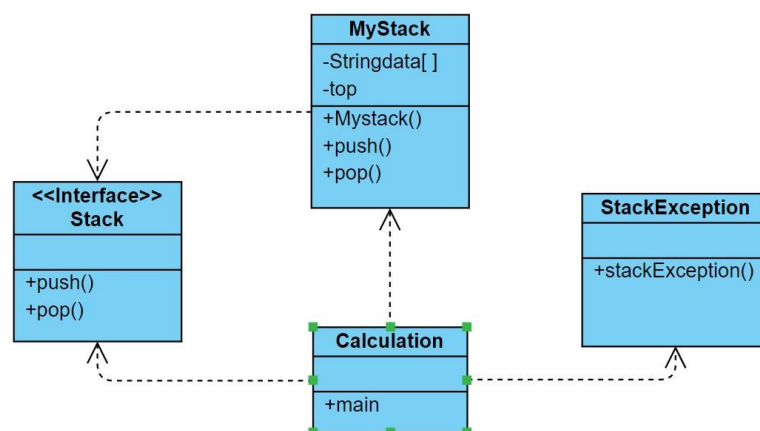 MyStack
-Stringdata[ ]
-top
+Mystack()
+push()
+pop()
<<Interface>>
Stack
+push()
+pop()
StackException
+stackException()
Calculation
+main